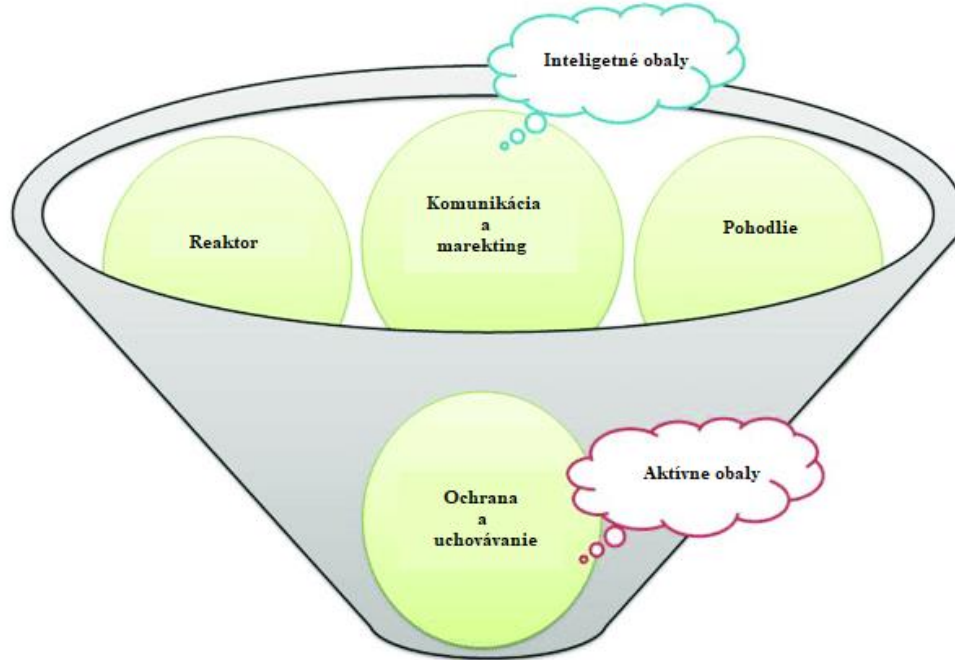 Inteligetné obaly
Reaktor
Komunikácia
a
marekting
Pohodlie
Ochrana
a
uchovávanie
Aktívne obaly